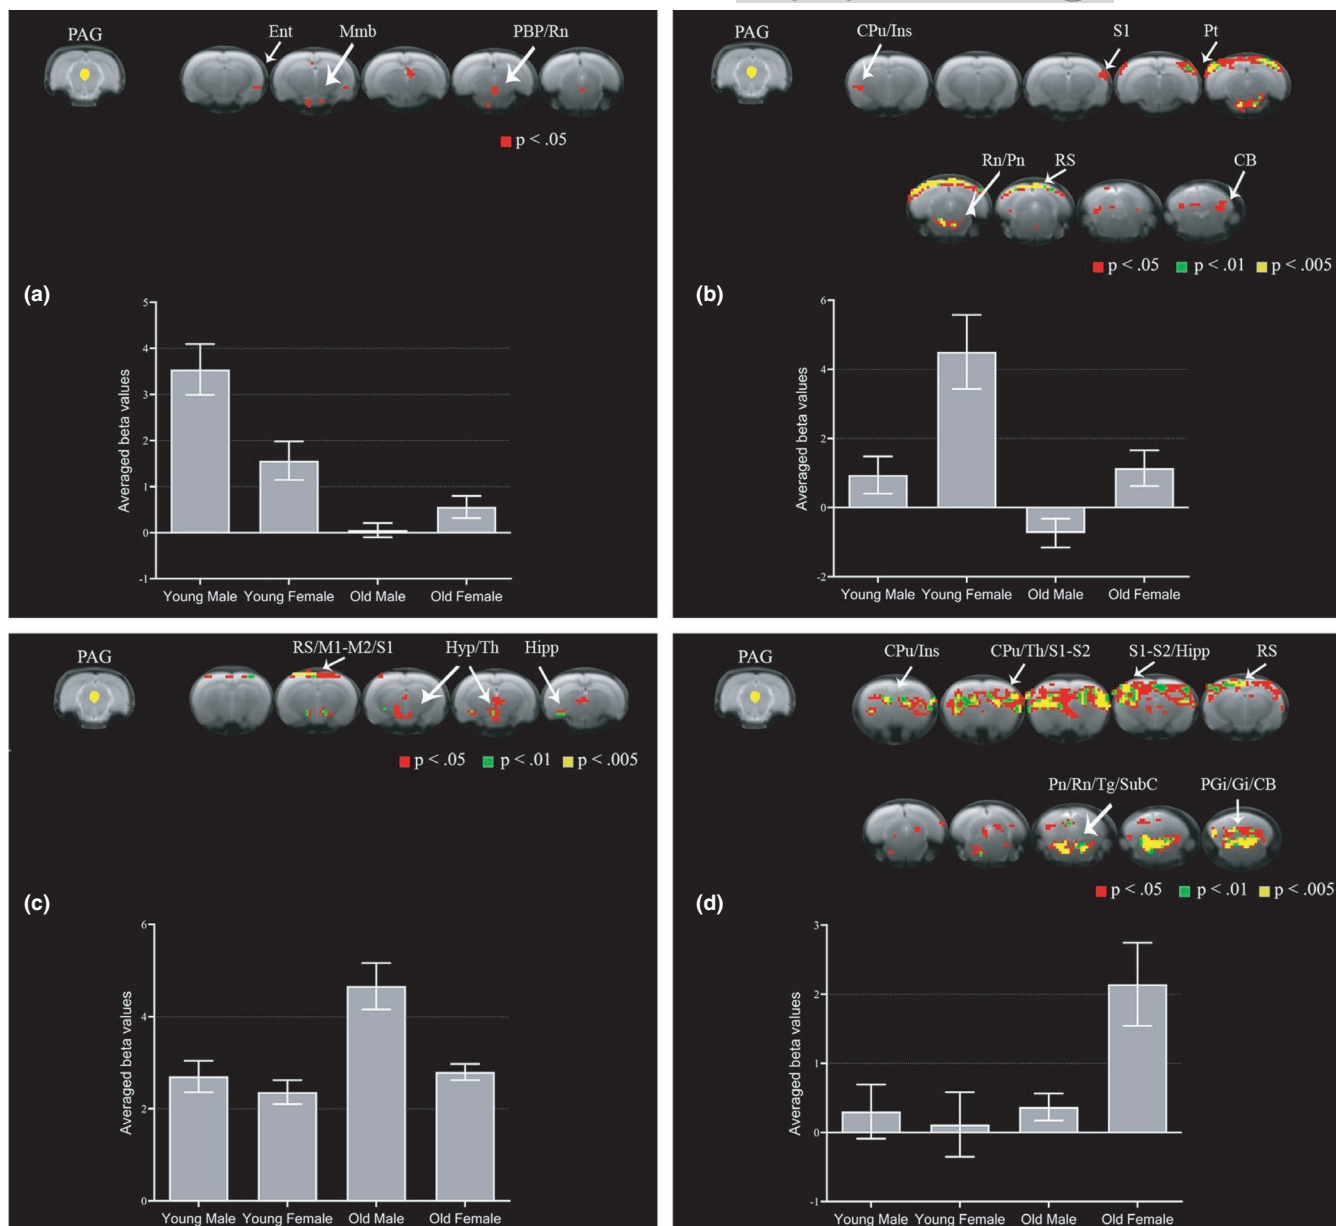 PAG
Ent
Mmb
PBP/Rn
p < .05
(a)
5
4
3
2
1
0
-1
Averaged beta values
Young Male
Young Female
Old Male
Old Female
PAG
CPu/Ins
S1
Pt
Rn/Pn
RS
CB
p < .05
p < .01
p < .005
(b)
6
4
2
0
-2
Averaged beta values
Young Male
Young Female
Old Male
Old Female
PAG
RS/M1-M2/S1
Hyp/Th
Hipp
p < .05
p < .01
p < .005
(c)
6
4
2
0
Averaged beta values
Young Male
Young Female
Old Male
Old Female
PAG
CPu/Ins
CPu/Th/S1-S2
S1-S2/Hipp
RS
Pn/Rn/Tg/SubC
PGi/Gi/CB
p < .05
p < .01
p < .005
(d)
3
2
1
0
-1
Averaged beta values
Young Male
Young Female
Old Male
Old Female